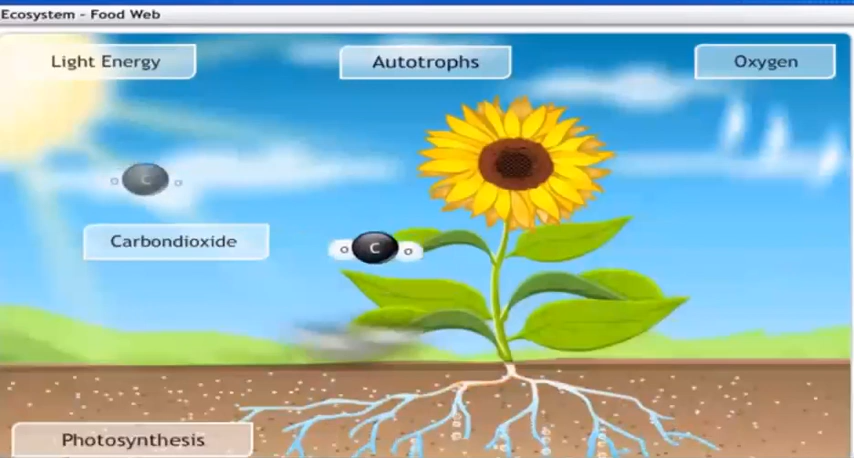 Ecosystem - Food Web
Light Energy
Autotrophs
Oxygen
O C O
Carbondioxide
O C O
Photosynthesis